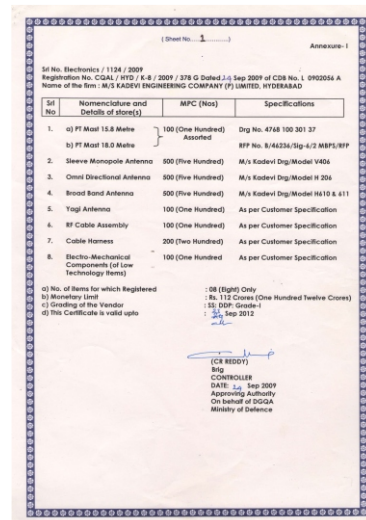 ( Sheet No. 1 )
Annexure- I
Srl No. Electronics / 1124 / 2009
Registration No. CQAL / HYD / K-8 / 2009 / 378 G Dated 29 Sep 2009 of CDB No. L 0902056 A
Name of the firm : M/S KADEVI ENGINEERING COMPANY (P) LIMITED, HYDERABAD
Srl No Nomenclature and Details of store(s) MPC (Nos) Specifications
1. a) PT Mast 15.8 Metre 100 (One Hundred) Assorted Drg No. 4768 100 301 37
b) PT Mast 18.0 Metre RFP No. B/46236/Sig-6/2 MBPS/RFP
2. Sleeve Monopole Antenna 500 (Five Hundred) M/s Kadevi Drg/Model V406
3. Omni Directional Antenna 500 (Five Hundred) M/s Kadevi Drg/Model H 206
4. Broad Band Antenna 500 (Five Hundred) M/s Kadevi Drg/Model H610 & 611
5. Yagi Antenna 100 (One Hundred) As per Customer Specification
6. RF Cable Assembly 100 (One Hundred) As per Customer Specification
7. Cable Harness 200 (Two Hundred) As per Customer Specification
8. Electro-Mechanical Components (of Low Technology Items) 100 (One Hundred As per Customer Specification
a) No. of items for which Registered : 08 (Eight) Only
b) Monetary Limit : Rs. 112 Crores (One Hundred Twelve Crores)
c) Grading of the Vendor : SS: DDP: Grade-I
d) This Certificate is valid upto : Sep 2012
(CR REDDY)
Brig
CONTROLLER
DATE: 29 Sep 2009
Approving Authority
On behalf of DGQA
Ministry of Defence